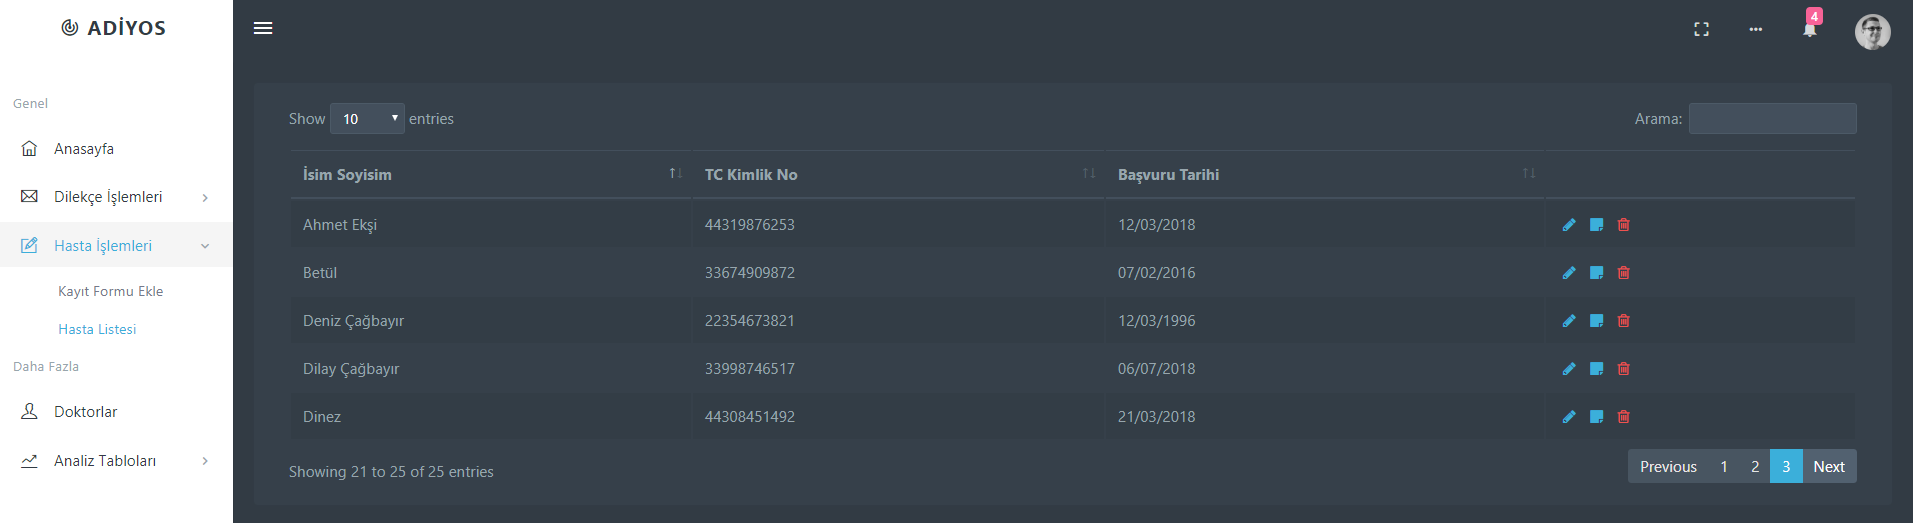 ADİYOS
4
Genel
Anasayfa
Dilekçe İşlemleri
Hasta İşlemleri
Kayıt Formu Ekle
Hasta Listesi
Daha Fazla
Doktorlar
Analiz Tabloları
Show 10 entries
Arama:
İsim Soyisim TC Kimlik No Başvuru Tarihi
Ahmet Ekşi 44319876253 12/03/2018
Betül 33674909872 07/02/2016
Deniz Çağbayır 22354673821 12/03/1996
Dilay Çağbayır 33998746517 06/07/2018
Dinez 44308451492 21/03/2018
Showing 21 to 25 of 25 entries
Previous 1 2 3 Next